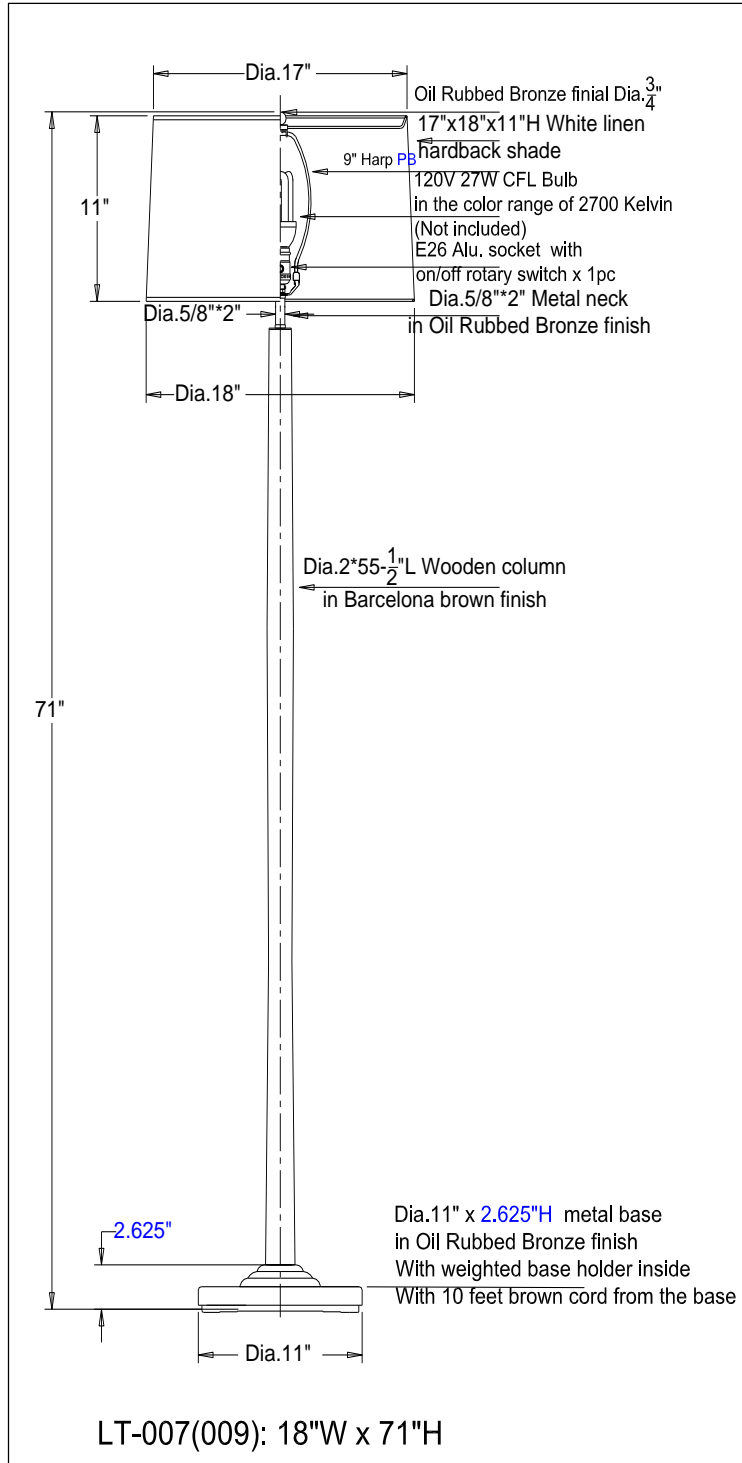 Dia.17"
Oil Rubbed Bronze finial Dia.3/4"
17"x18"x11"H White linen
hardback shade
9" Harp PB
120V 27W CFL Bulb
in the color range of 2700 Kelvin
(Not included)
11"
E26 Alu. socket with
on/off rotary switch x 1pc
Dia.5/8"*2" Metal neck
in Oil Rubbed Bronze finish
Dia.5/8"*2"
Dia.18"
Dia.2*55-1/2"L Wooden column
in Barcelona brown finish
71"
2.625"
Dia.11" x 2.625"H metal base
in Oil Rubbed Bronze finish
With weighted base holder inside
With 10 feet brown cord from the base
Dia.11"
LT-007(009): 18"W x 71"H